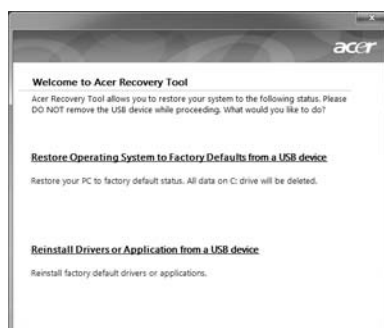 acer
Welcome to Acer Recovery Tool
Acer Recovery Tool allows you to restore your system to the following status. Please
DO NOT remove the USB device while proceeding. What would you like to do?
Restore Operating System to Factory Defaults from a USB device
Restore your PC to factory default status. All data on C: drive will be deleted.
Reinstall Drivers or Application from a USB device
Reinstall factory default drivers or applications.